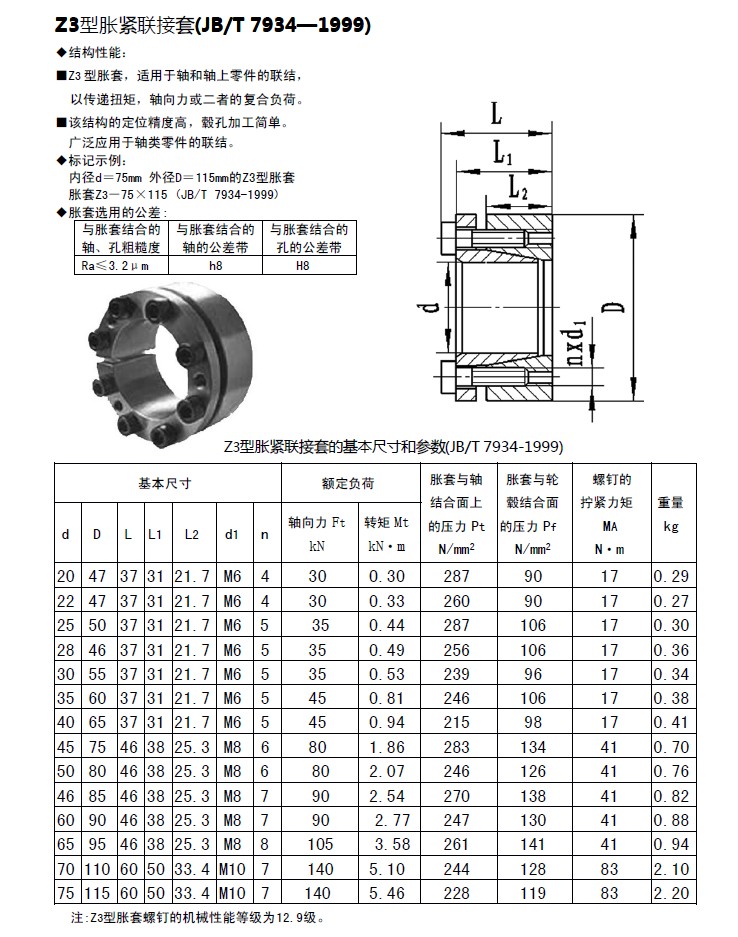 Z3型胀紧联接套(JB/T 7934—1999)
◆结构性能：
■Z3型胀套，适用于轴和轴上零件的联结，
以传递扭矩，轴向力或二者的复合负荷。
■该结构的定位精度高，毂孔加工简单。
广泛应用于轴类零件的联结。
◆标记示例：
内径d＝75mm 外径D＝115mm的Z3型胀套
胀套Z3－75×115 (JB/T 7934-1999)
◆胀套选用的公差：
与胀套结合的轴、孔粗糙度 与胀套结合的轴的公差带 与胀套结合的孔的公差带
Ra≤3.2μm h8 H8
L
L1
L2
d
D
nxd1
Z3型胀紧联接套的基本尺寸和参数(JB/T 7934-1999)
基本尺寸 额定负荷 胀套与轴结合面上的压力 Pt N/mm² 胀套与轮毂结合面的压力 Pf N/mm² 螺钉的拧紧力矩 MA N·m 重量 kg
d D L L1 L2 d1 n 轴向力 Ft kN 转矩 Mt kN·m
20 47 37 31 21.7 M6 4 30 0.30 287 90 17 0.29
22 47 37 31 21.7 M6 4 30 0.33 260 90 17 0.27
25 50 37 31 21.7 M6 5 35 0.44 287 106 17 0.30
28 46 37 31 21.7 M6 5 35 0.49 256 106 17 0.36
30 55 37 31 21.7 M6 5 35 0.53 239 96 17 0.34
35 60 37 31 21.7 M6 5 45 0.81 246 106 17 0.38
40 65 37 31 21.7 M6 5 45 0.94 215 98 17 0.41
45 75 46 38 25.3 M8 6 80 1.86 283 134 41 0.70
50 80 46 38 25.3 M8 6 80 2.07 246 126 41 0.76
46 85 46 38 25.3 M8 7 90 2.54 270 138 41 0.82
60 90 46 38 25.3 M8 7 90 2.77 247 130 41 0.88
65 95 46 38 25.3 M8 8 105 3.58 261 141 41 0.94
70 110 60 50 33.4 M10 7 140 5.10 244 128 83 2.10
75 115 60 50 33.4 M10 7 140 5.46 228 119 83 2.20
注:Z3型胀套螺钉的机械性能等级为12.9级。